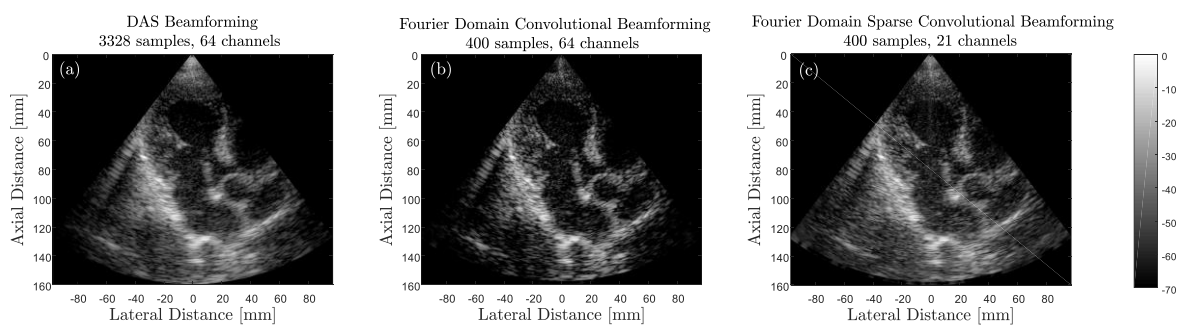 DAS Beamforming
3328 samples, 64 channels
(a)
Axial Distance [mm]
0
20
40
60
80
100
120
140
160
-80 -60 -40 -20 0 20 40 60 80
Lateral Distance [mm]
Fourier Domain Convolutional Beamforming
400 samples, 64 channels
(b)
Axial Distance [mm]
0
20
40
60
80
100
120
140
160
-80 -60 -40 -20 0 20 40 60 80
Lateral Distance [mm]
Fourier Domain Sparse Convolutional Beamforming
400 samples, 21 channels
(c)
Axial Distance [mm]
0
20
40
60
80
100
120
140
160
-80 -60 -40 -20 0 20 40 60 80
Lateral Distance [mm]
0
-10
-20
-30
-40
-50
-60
-70